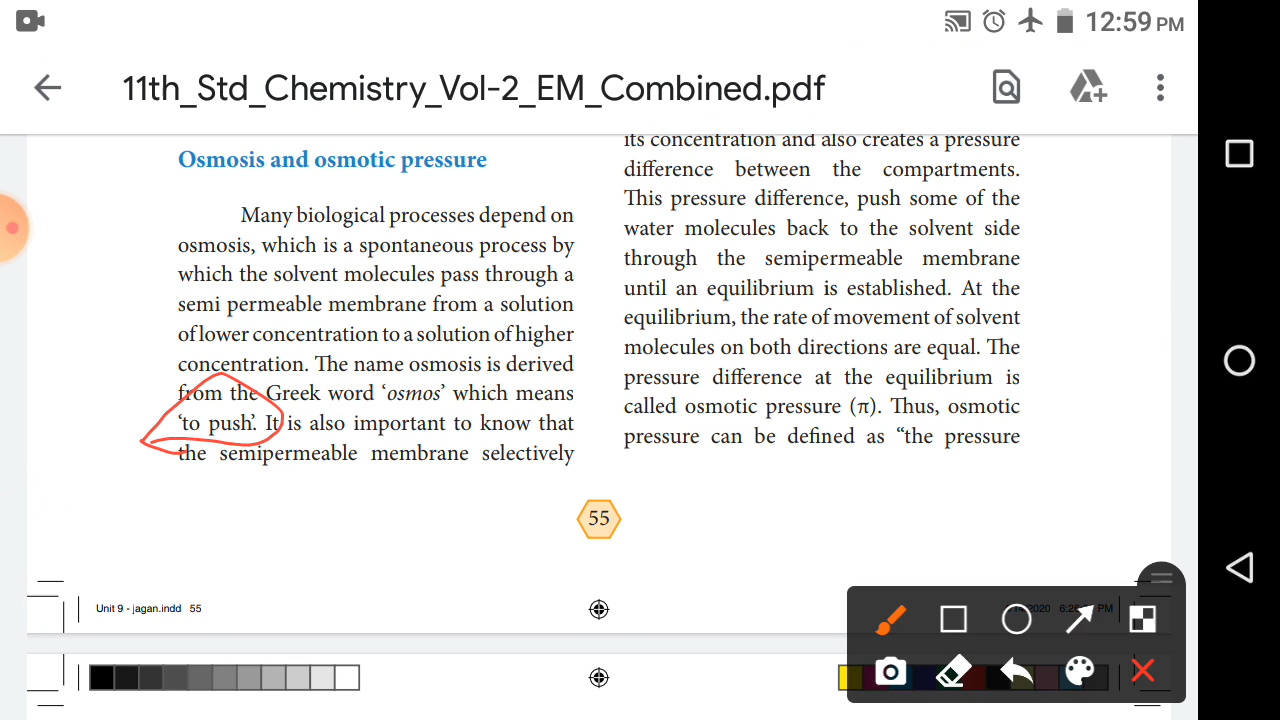 12:59 PM
11th_Std_Chemistry_Vol-2_EM_Combined.pdf
Osmosis and osmotic pressure
Many biological processes depend on
osmosis, which is a spontaneous process by
which the solvent molecules pass through a
semi permeable membrane from a solution
of lower concentration to a solution of higher
concentration. The name osmosis is derived
from the Greek word ‘osmos’ which means
‘to push’. It is also important to know that
the semipermeable membrane selectively
its concentration and also creates a pressure
difference between the compartments.
This pressure difference, push some of the
water molecules back to the solvent side
through the semipermeable membrane
until an equilibrium is established. At the
equilibrium, the rate of movement of solvent
molecules on both directions are equal. The
pressure difference at the equilibrium is
called osmotic pressure (π). Thus, osmotic
pressure can be defined as “the pressure
55
Unit 9 - jagan.indd 55
PM